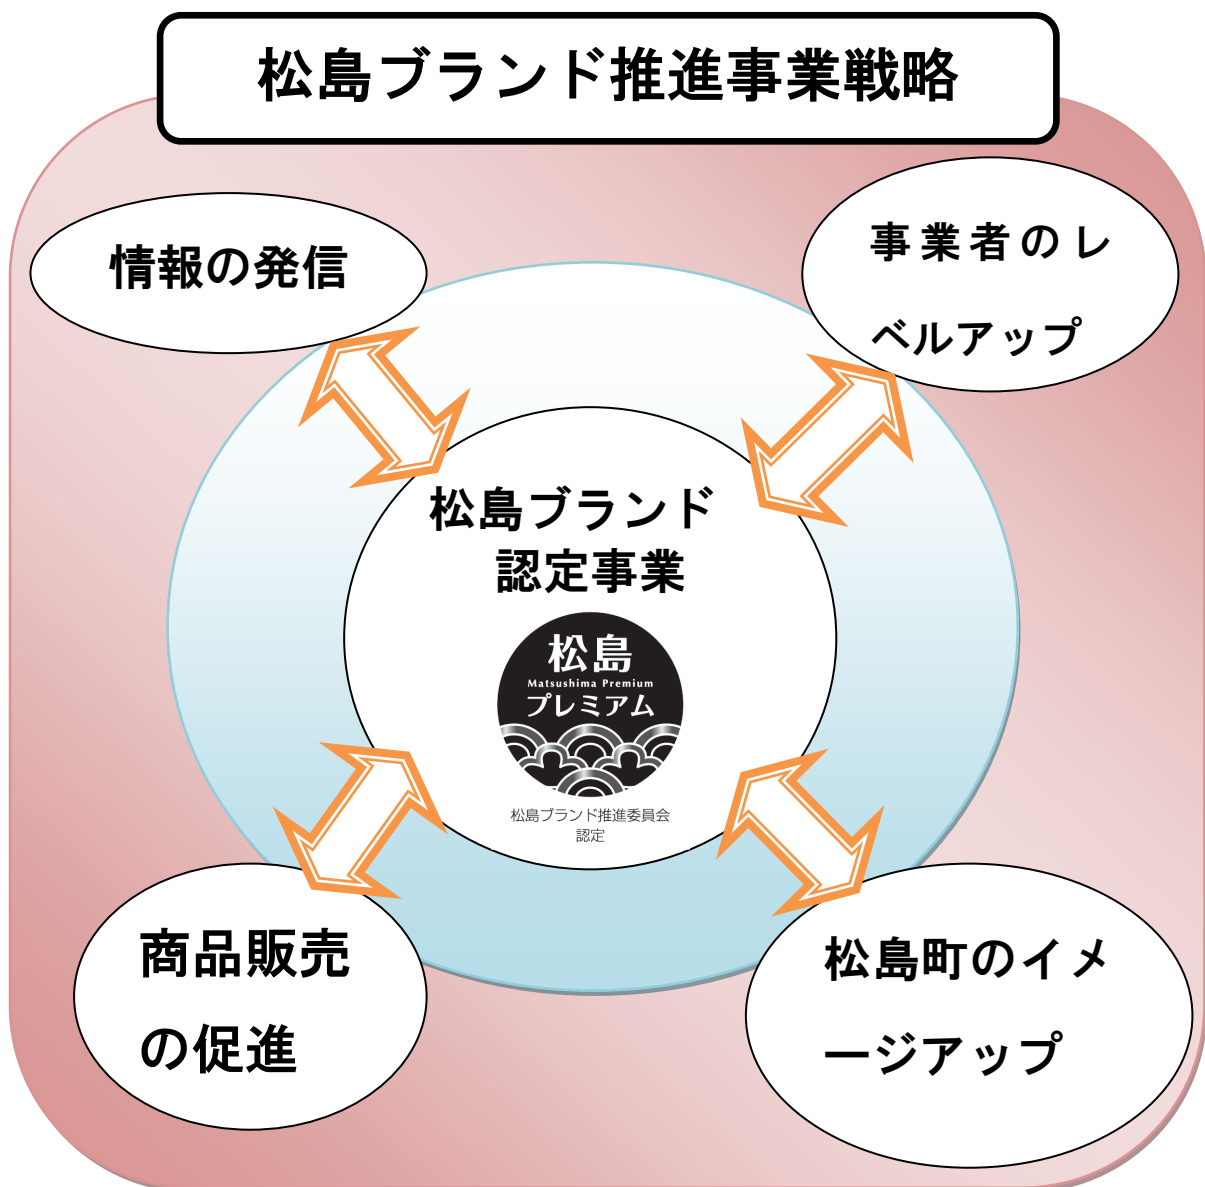 松島ブランド推進事業戦略
情報の発信
事業者のレ
ベルアップ
松島ブランド
認定事業
松島
Matsushima Premium
プレミアム
松島ブランド推進委員会
認定
商品販売
の促進
松島町のイメ
ージアップ